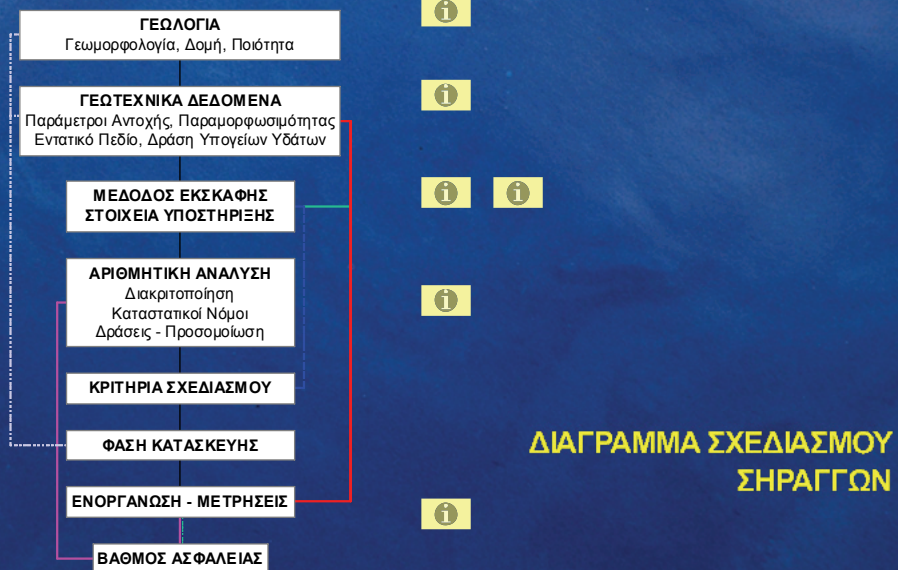 ΓΕΩΛΟΓΙΑ
Γεωμορφολογία, Δομή, Ποιότητα
ΓΕΩΤΕΧΝΙΚΑ ΔΕΔΟΜΕΝΑ
Παράμετροι Αντοχής, Παραμορφωσιμότητας
Εντατικό Πεδίο, Δράση Υπογείων Υδάτων
ΜΕΔΟΔΟΣ ΕΚΣΚΑΦΗΣ
ΣΤΟΙΧΕΙΑ ΥΠΟΣΤΗΡΙΞΗΣ
ΑΡΙΘΜΗΤΙΚΗ ΑΝΑΛΥΣΗ
Διακριτοποίηση
Καταστατικοί Νόμοι
Δράσεις - Προσομοίωση
ΚΡΙΤΗΡΙΑ ΣΧΕΔΙΑΣΜΟΥ
ΦΑΣΗ ΚΑΤΑΣΚΕΥΗΣ
ΕΝΟΡΓΑΝΩΣΗ - ΜΕΤΡΗΣΕΙΣ
ΒΑΘΜΟΣ ΑΣΦΑΛΕΙΑΣ
ΔΙΑΓΡΑΜΜΑ ΣΧΕΔΙΑΣΜΟΥ
ΣΗΡΑΓΓΩΝ